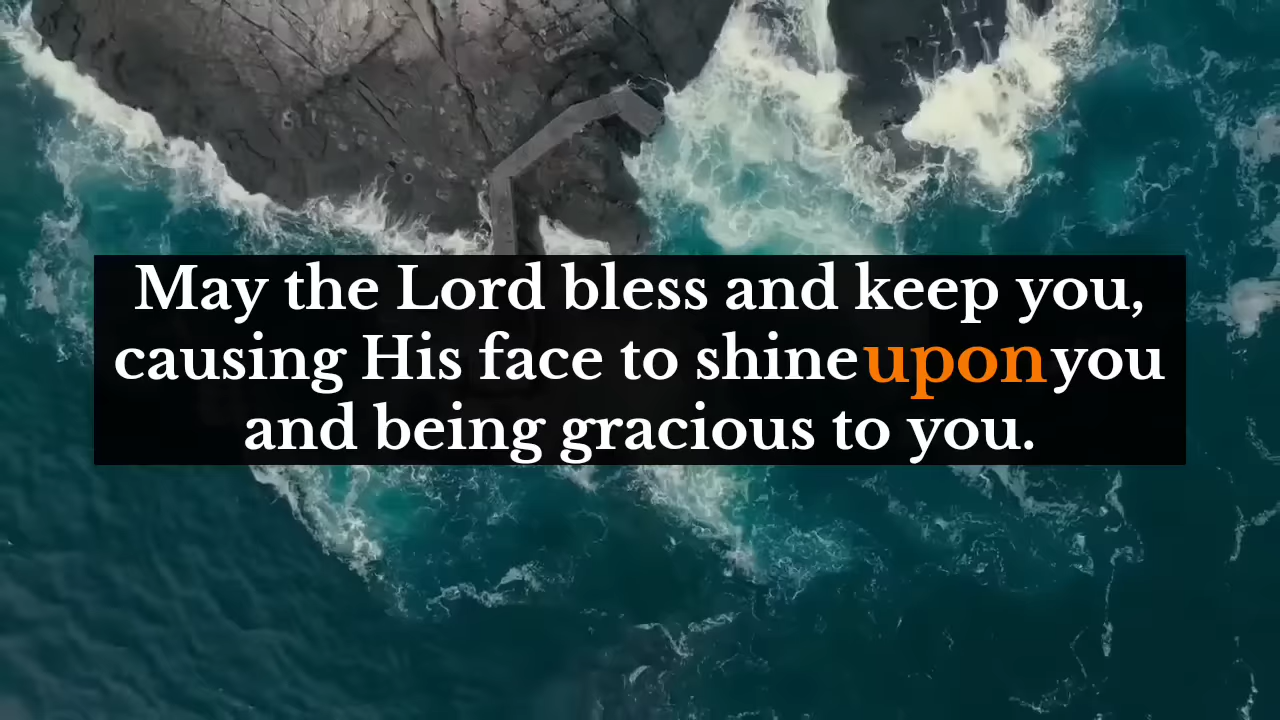 May the Lord bless and keep you,
causing His face to shine upon you
and being gracious to you.